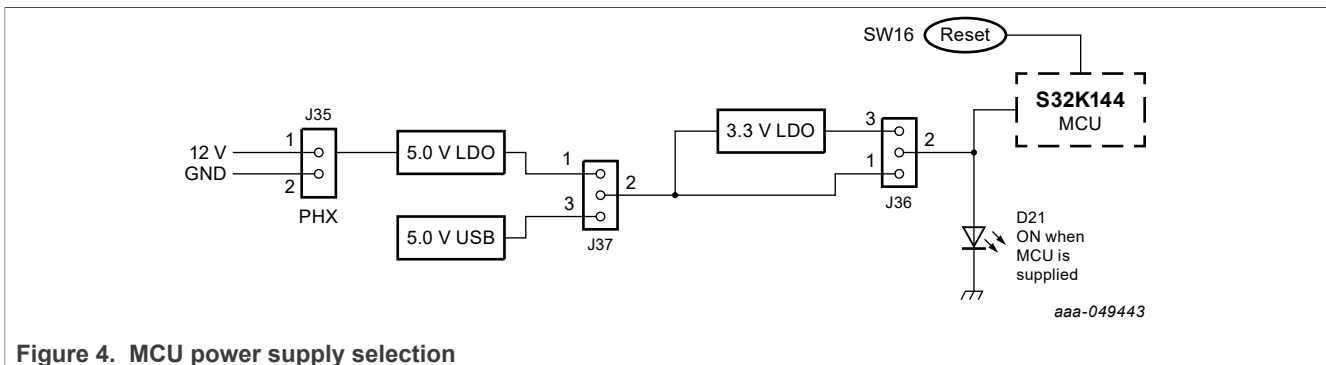 SW16
Reset
S32K144
MCU
J35
1
12 V
GND
2
PHX
5.0 V LDO
5.0 V USB
1
2
3
J37
3.3 V LDO
3
2
1
J36
D21
ON when
MCU is
supplied
aaa-049443
Figure 4. MCU power supply selection